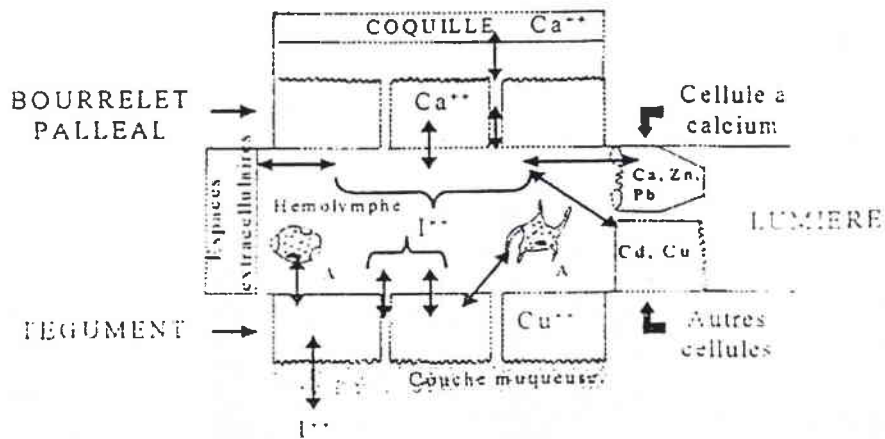 COQUILLE Ca++
BOURRELET
PALLEAL
Ca++
Cellule a
calcium
Espaces
extracellulaires
Ca, Zn,
Pb
Hemolymphe
I++
LUMIERE
A
A
Cd, Cu
TEGUMENT
Cu++
Autres
cellules
Couche muqueuse.
I++